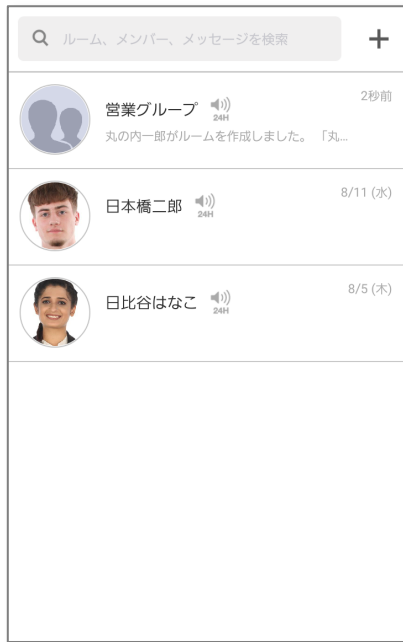 ルーム、メンバー、メッセージを検索
営業グループ 24H 2秒前
丸の内一郎がルームを作成しました。「丸...
日本橋二郎 24H 8/11 (水)
日比谷はなこ 24H 8/5 (木)